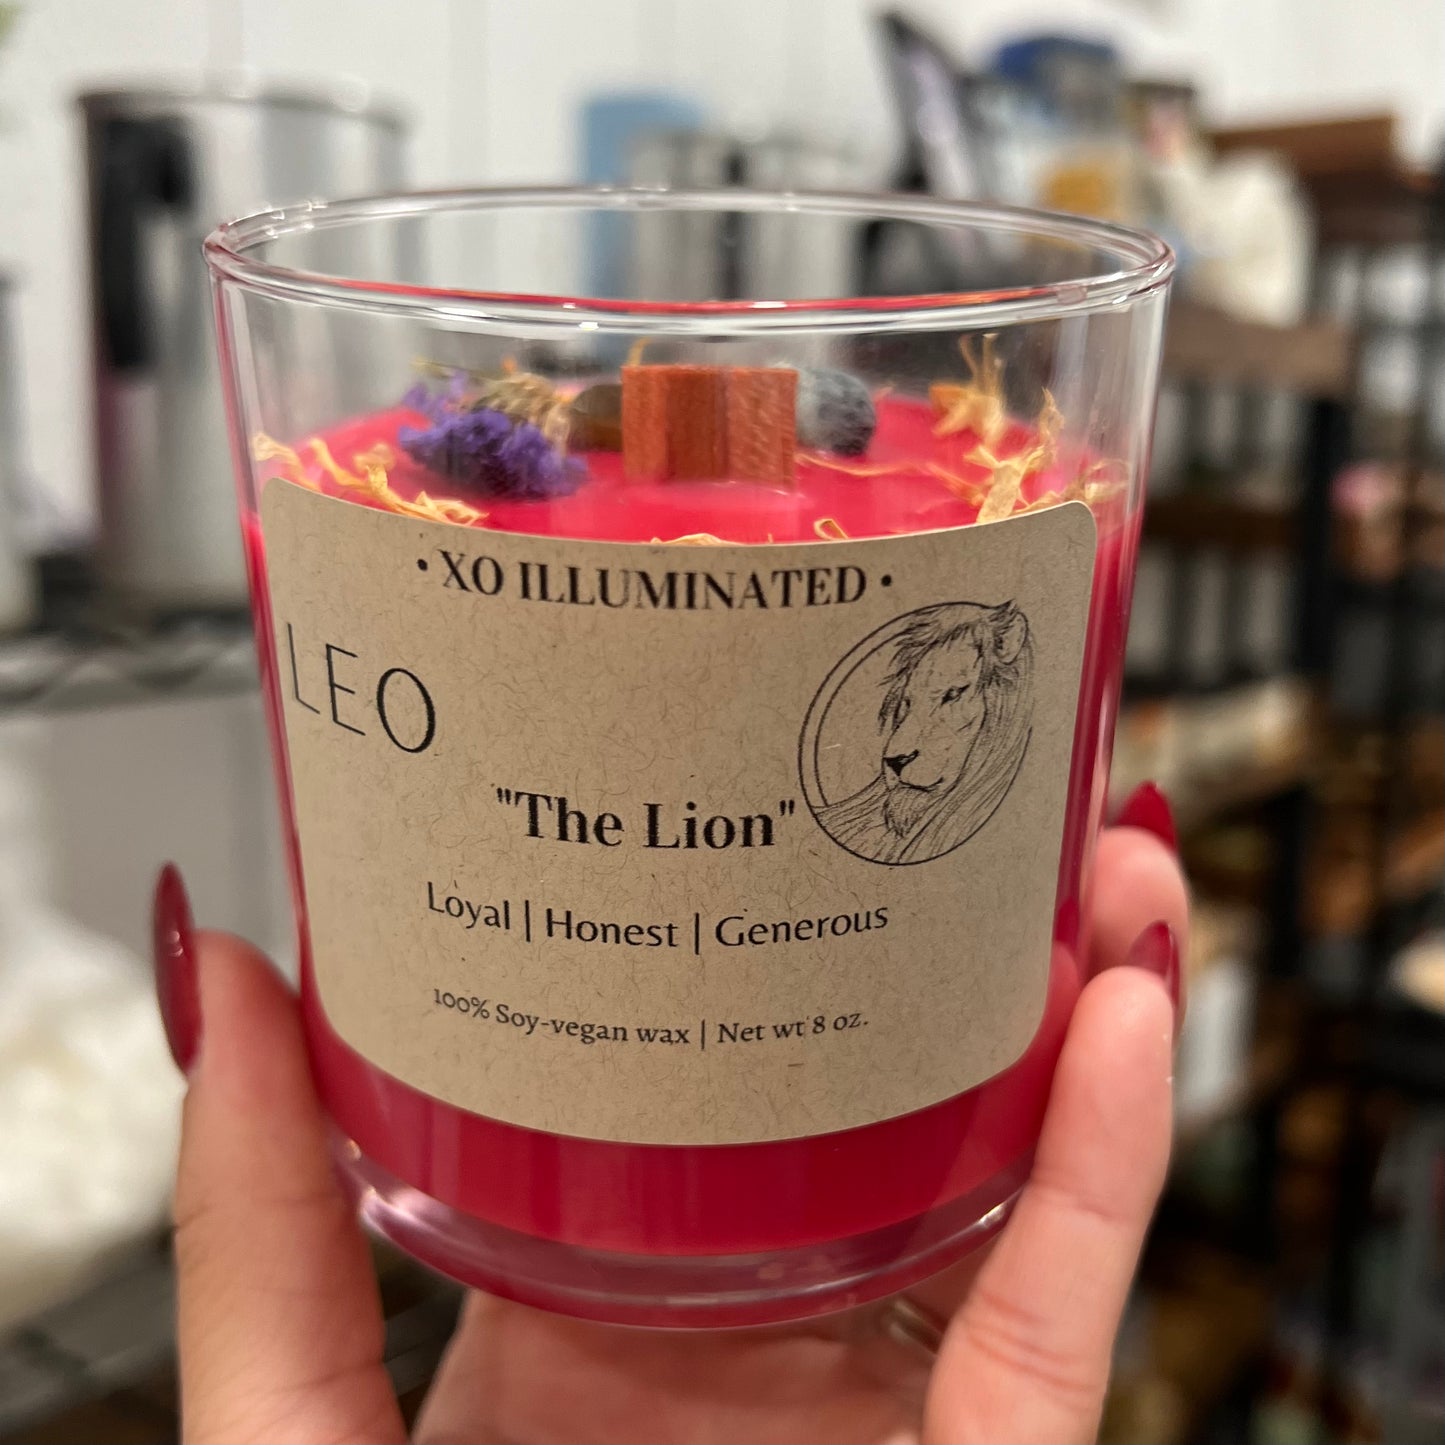 • XO ILLUMINATED •
LEO
"The Lion"
Loyal | Honest | Generous
100% Soy-vegan wax | Net wt 8 oz.